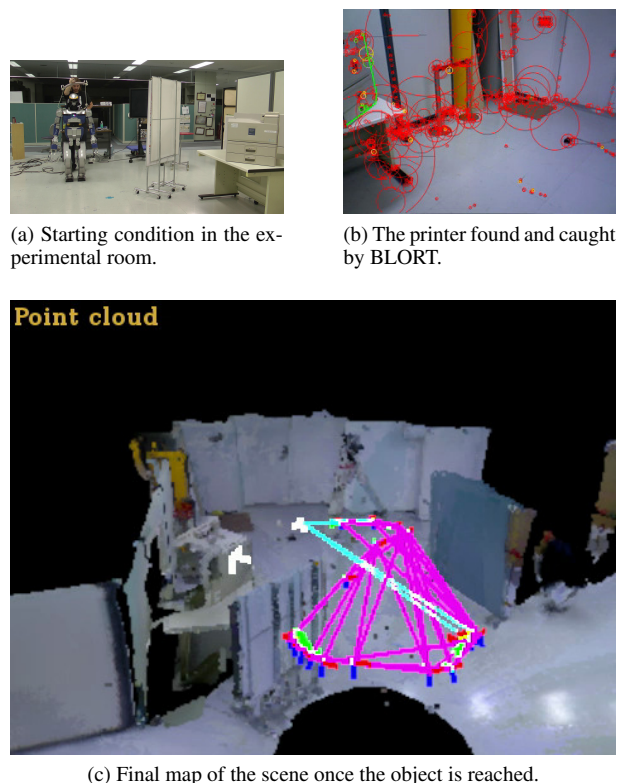 (a) Starting condition in the ex-
perimental room.
(b) The printer found and caught
by BLORT.
Point cloud
(c) Final map of the scene once the object is reached.